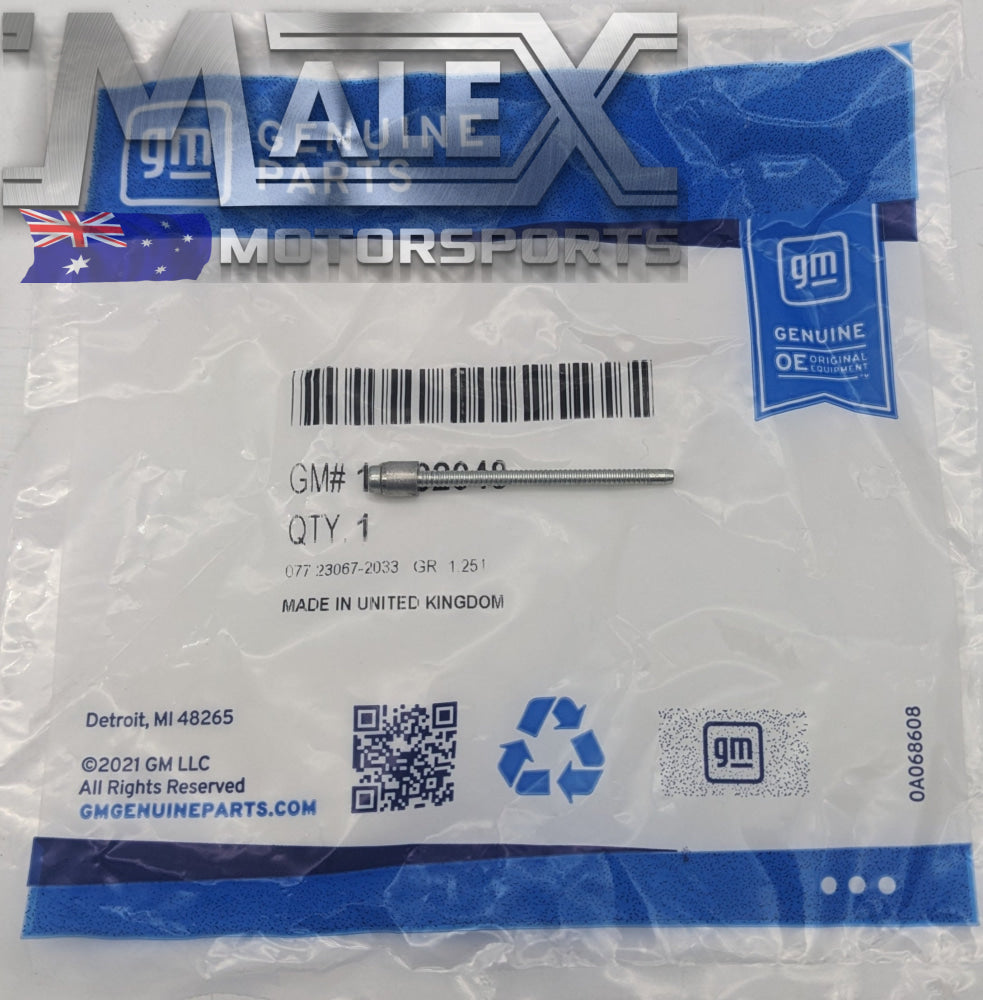 MALEX
MOTORSPORTS
gm
GENUINE
PARTS
gm
GENUINE
OE ORIGINAL
EQUIPMENT™
GM#
QTY. 1
077 23067-2033 GR 1.251
MADE IN UNITED KINGDOM
Detroit, MI 48265
©2021 GM LLC
All Rights Reserved
GMGENUINEPARTS.COM
gm
0A068608